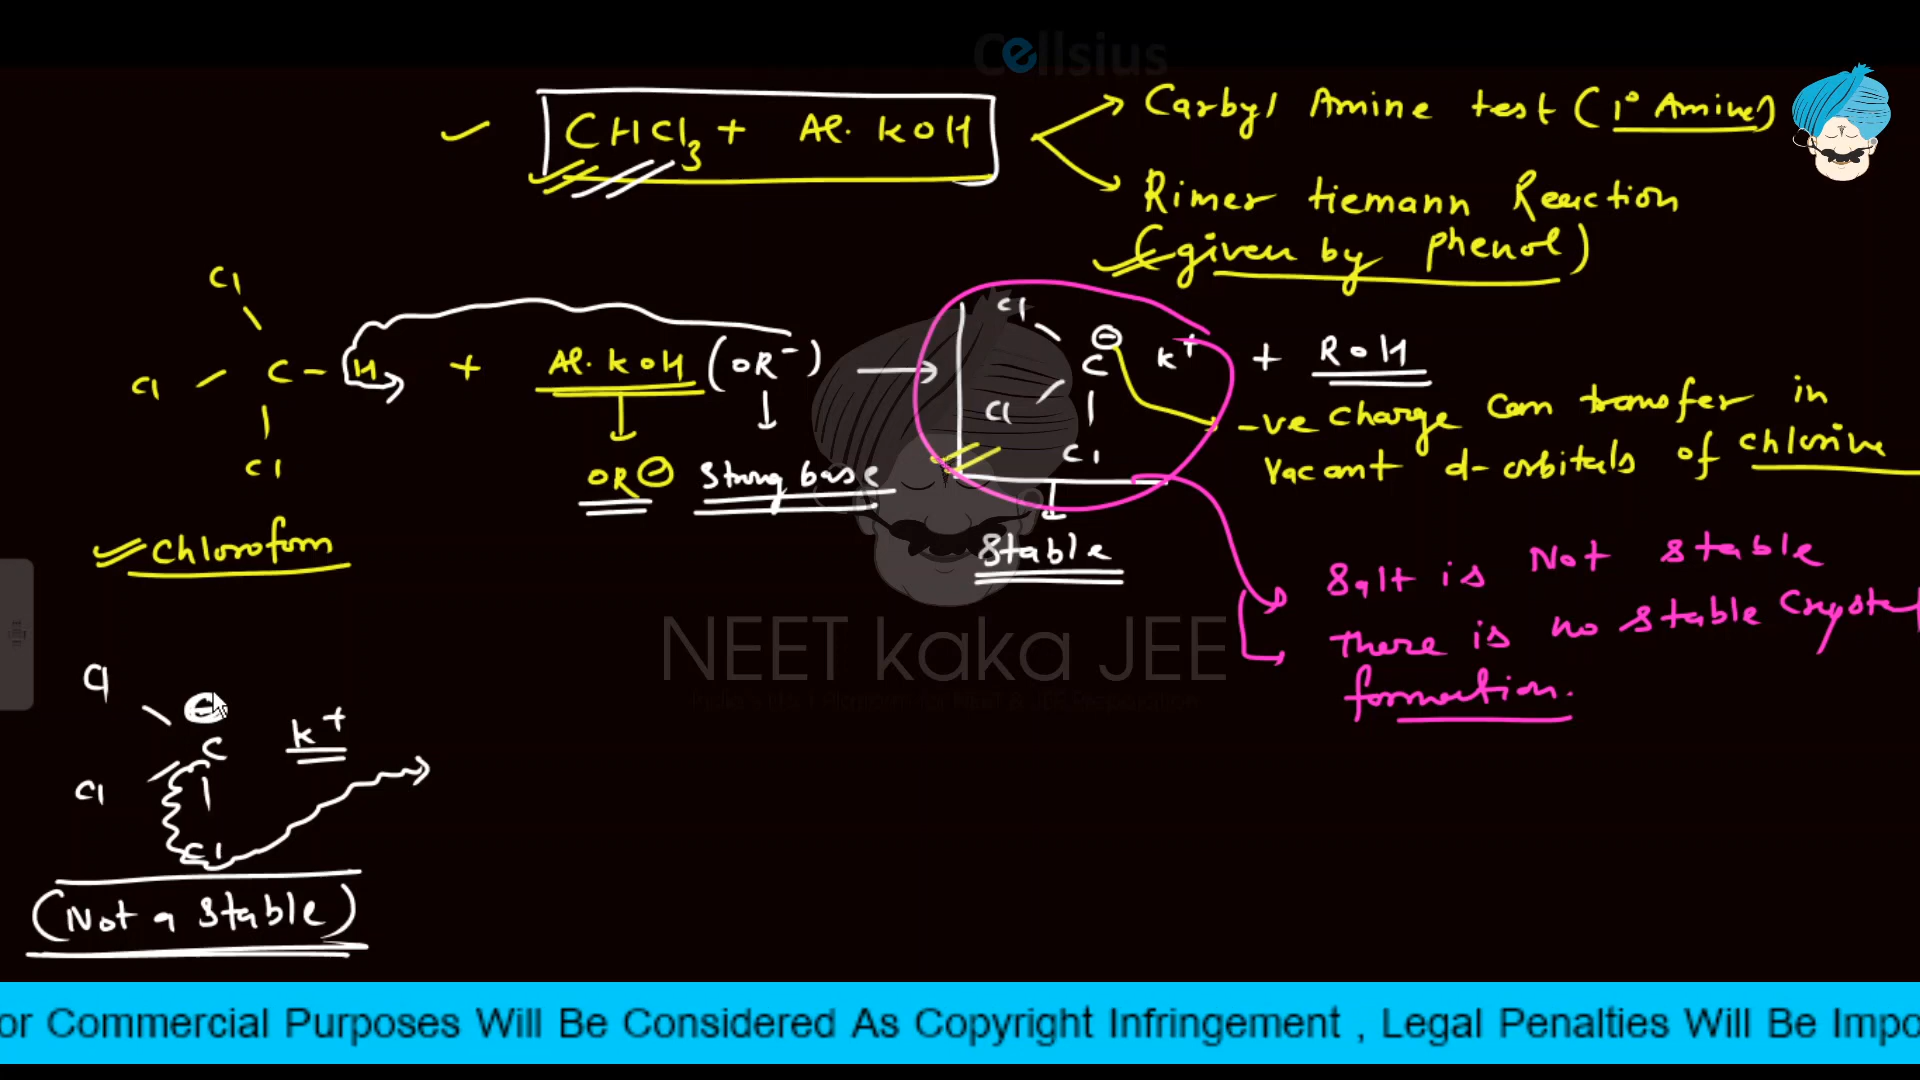 Cellsius
CHCl3 + Al. KOH
Carbyl Amine test (1° Amine)
Rimer tiemann Reaction
(given by phenol)
Cl
Cl C - H + Al. KOH (OR-) → Cl Cl C ⊖ K+ + ROH
Cl
Cl
OR⊖ Strong base
-ve charge Can transfer in
vacant d-orbitals of chlorine
Chloroform
Stable
Salt is Not stable
There is no stable Crystal
formation.
NEET kaka JEE
Cl
⊖
C K+
Cl
Cl
(Not a stable)
or Commercial Purposes Will Be Considered As Copyright Infringement , Legal Penalties Will Be Impo